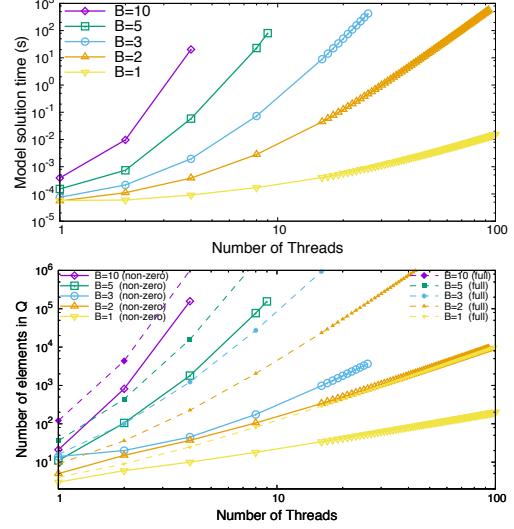 Model solution time (s)
10³
10²
10¹
10⁰
10⁻¹
10⁻²
10⁻³
10⁻⁴
10⁻⁵
B=10
B=5
B=3
B=2
B=1
1
10
100
Number of Threads
Number of elements in Q
10⁶
10⁵
10⁴
10³
10²
10¹
B=10 (non-zero)
B=5 (non-zero)
B=3 (non-zero)
B=2 (non-zero)
B=1 (non-zero)
B=10 (full)
B=5 (full)
B=3 (full)
B=2 (full)
B=1 (full)
1
10
100
Number of Threads